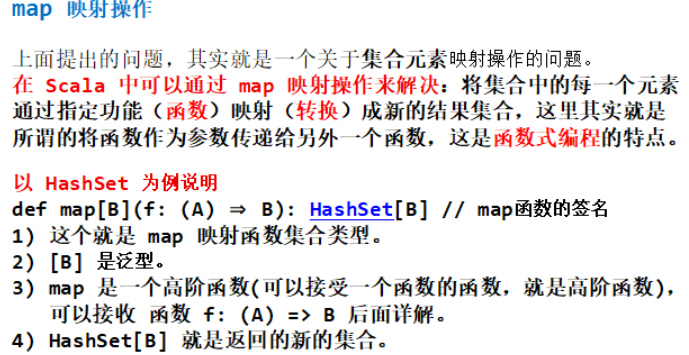 map 映射操作
上面提出的问题，其实就是一个关于集合元素映射操作的问题。
在 Scala 中可以通过 map 映射操作来解决：将集合中的每一个元素
通过指定功能（函数）映射（转换）成新的结果集合，这里其实就是
所谓的将函数作为参数传递给另外一个函数，这是函数式编程的特点。
以 HashSet 为例说明
def map[B](f: (A) ⇒ B): HashSet[B] // map函数的签名
1) 这个就是 map 映射函数集合类型。
2) [B] 是泛型。
3) map 是一个高阶函数(可以接受一个函数的函数，就是高阶函数)，
可以接收 函数 f: (A) => B 后面详解。
4) HashSet[B] 就是返回的新的集合。